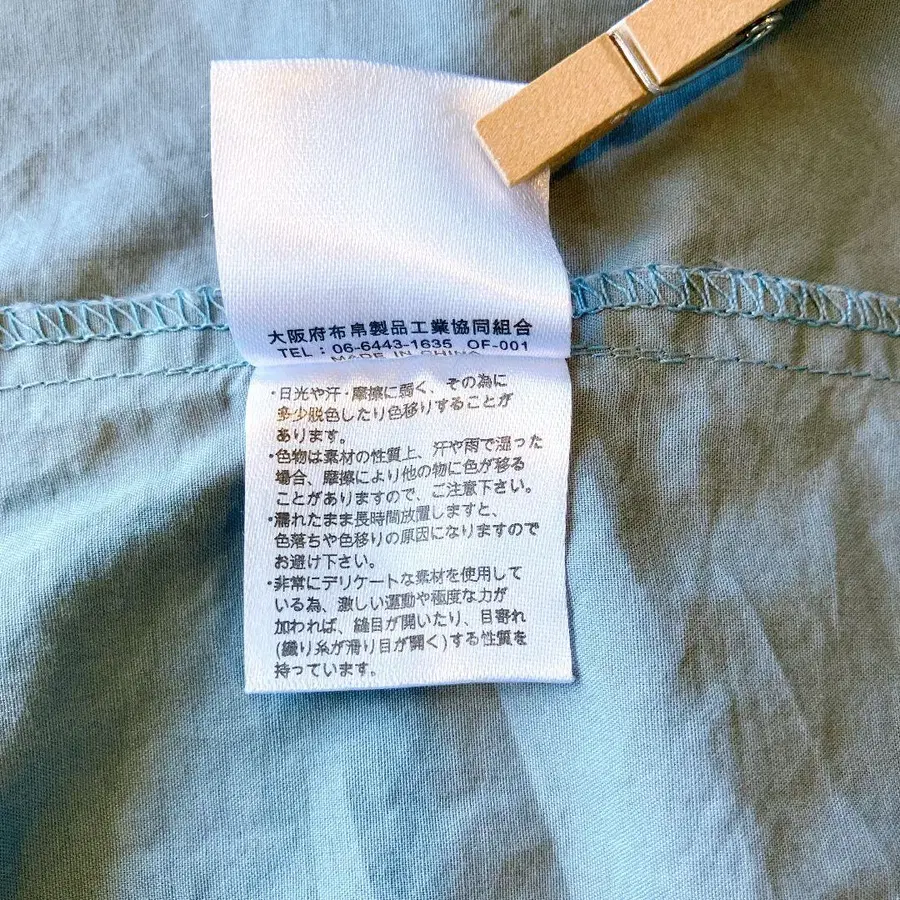 大阪府布帛製品工業協同組合
TEL：06-6443-1635 OF-001
MADE IN CHINA
・日光や汗・摩擦に弱く、その為に
多少脱色したり色移りすることが
あります。
・色物は素材の性質上、汗や雨で湿った
場合、摩擦により他の物に色が移る
ことがありますので、ご注意下さい。
・濡れたまま長時間放置しますと、
色落ちや色移りの原因になりますので
お避け下さい。
・非常にデリケートな素材を使用して
いる為、激しい運動や極度な力が
加われば、縫目が開いたり、目寄れ
(織り糸が滑り目が開く)する性質を
持っています。